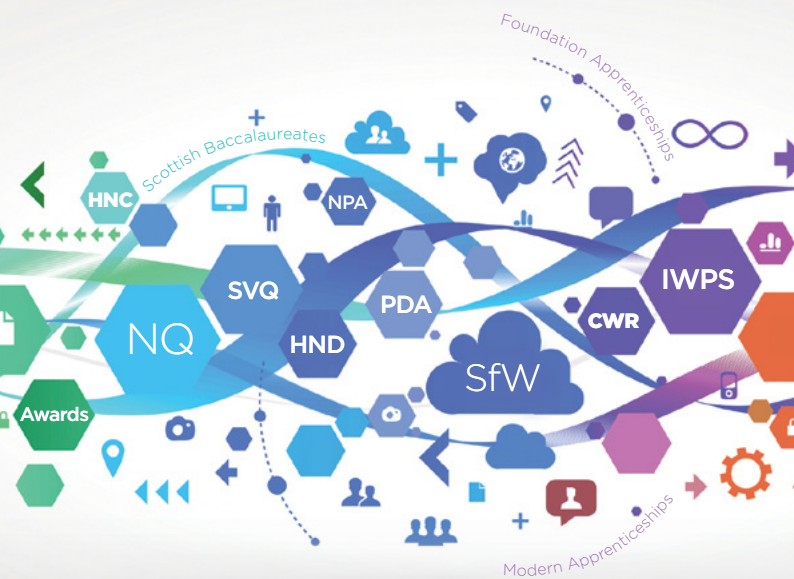 Foundation Apprenticeships
Scottish Baccalaureates
HNC
NPA
SVQ
IWPS
PDA
CWR
NQ
HND
SfW
Awards
Modern Apprenticeships